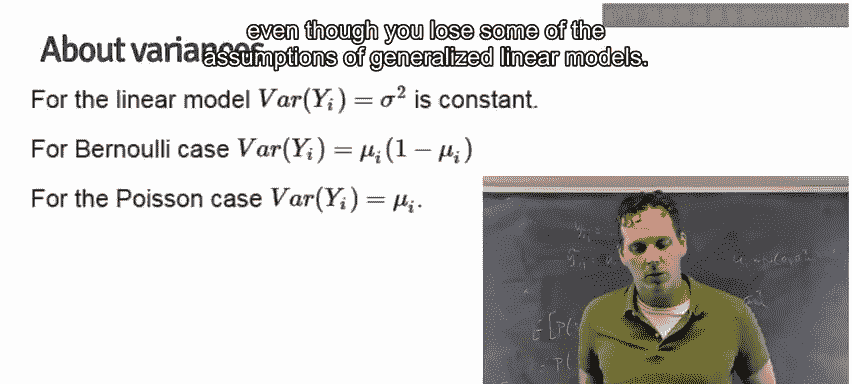 even though you lose some of the
assumptions of generalized linear models.
About variances
For the linear model Var(Y_i) = σ² is constant.
For Bernoulli case Var(Y_i) = μ_i(1 − μ_i)
For the Poisson case Var(Y_i) = μ_i.